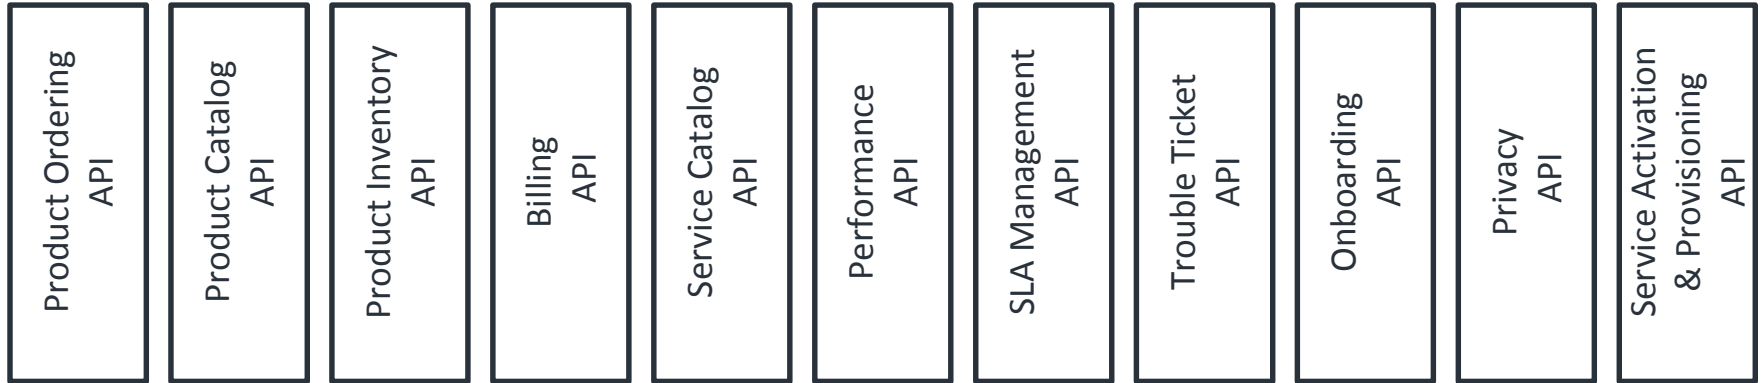 Product Ordering
API
Product Catalog
API
Product Inventory
API
Billing
API
Service Catalog
API
Performance
API
SLA Management
API
Trouble Ticket
API
Onboarding
API
Privacy
API
Service Activation
& Provisioning
API